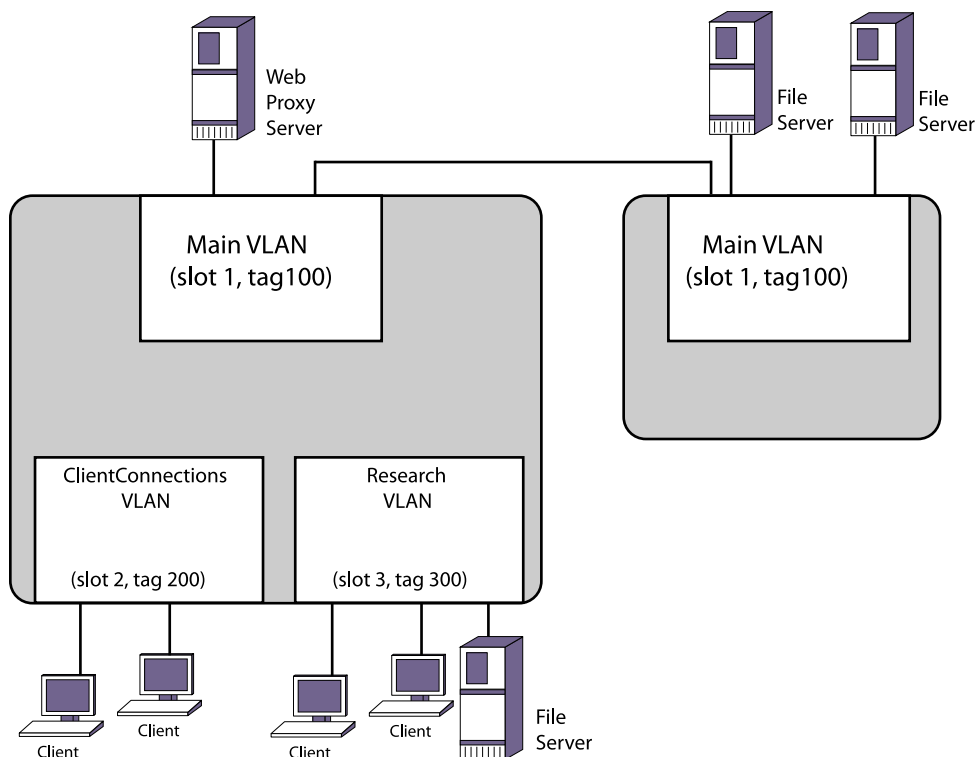 Web
Proxy
Server
File
Server
File
Server
Main VLAN
(slot 1, tag100)
Main VLAN
(slot 1, tag100)
ClientConnections
VLAN
(slot 2, tag 200)
Research
VLAN
(slot 3, tag 300)
Client
Client
Client
Client
File
Server